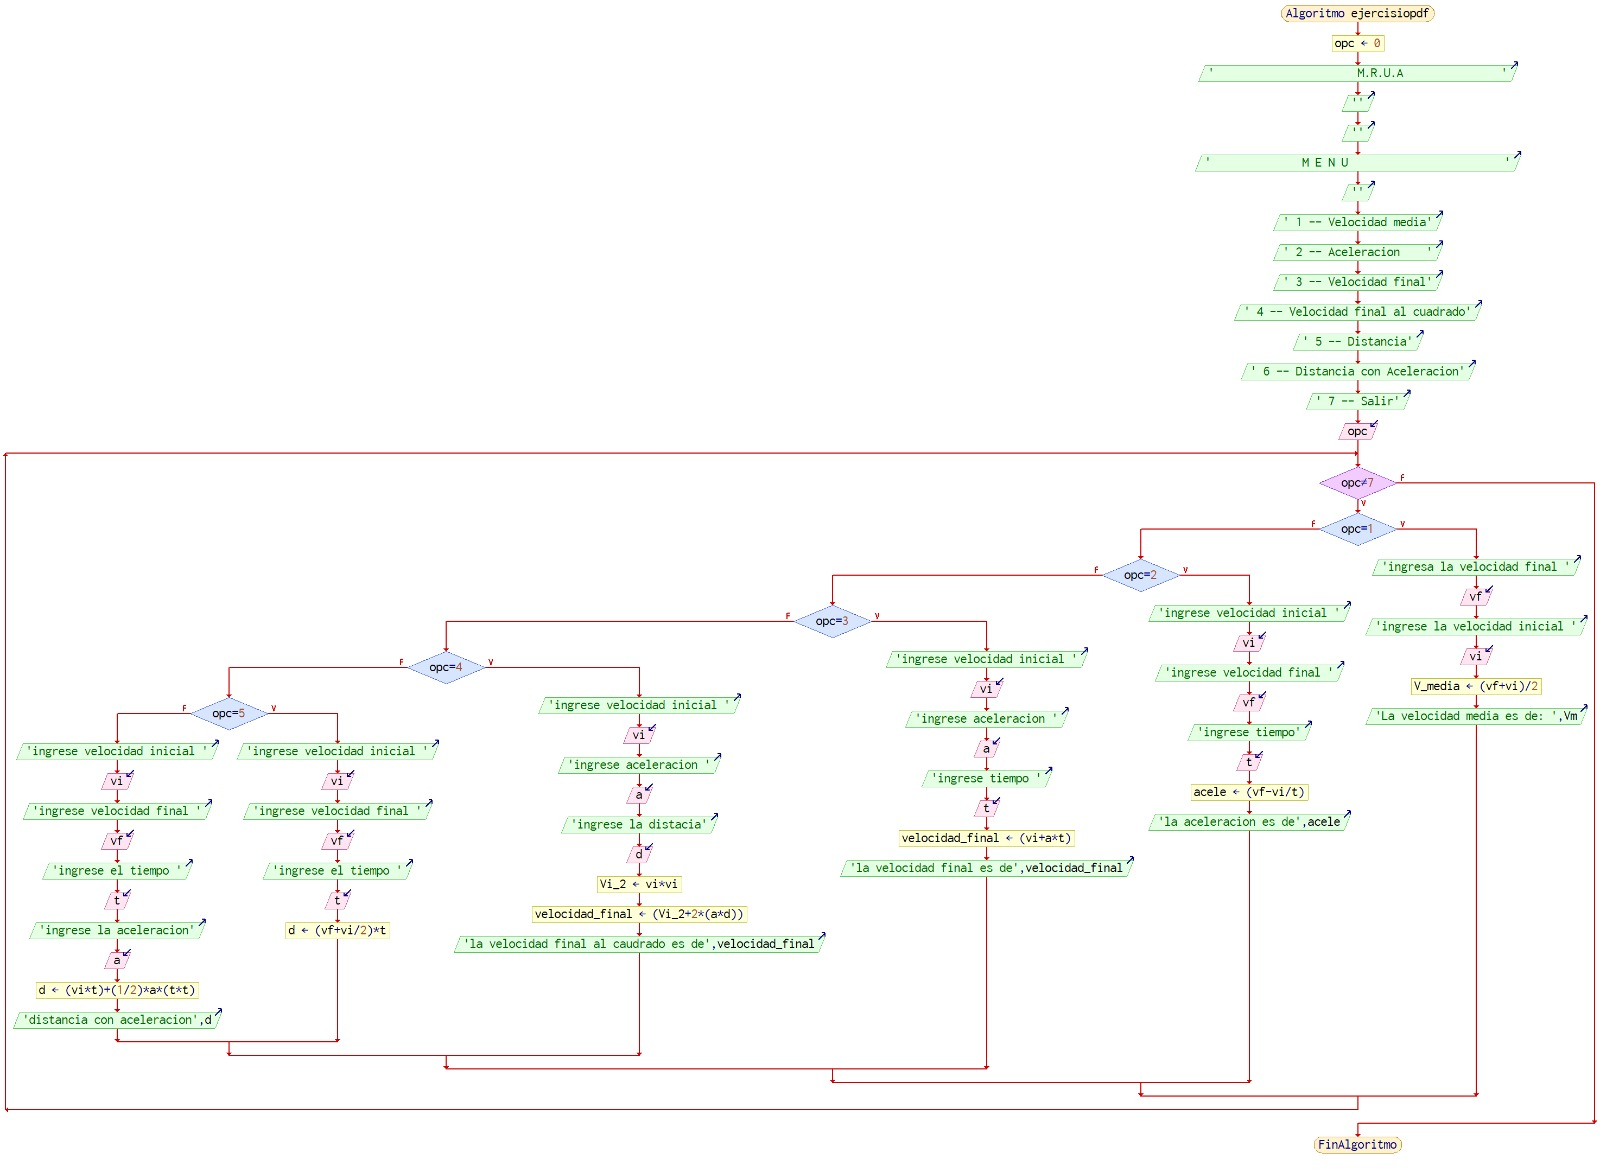 Algoritmo ejercisiopdf
opc ← 0
' M.R.U.A '
''
''
' M E N U '
''
' 1 -- Velocidad media'
' 2 -- Aceleracion '
' 3 -- Velocidad final'
' 4 -- Velocidad final al cuadrado'
' 5 -- Distancia'
' 6 -- Distancia con Aceleracion'
' 7 -- Salir'
opc
opc≠7
F
V
opc=1
F
V
'ingresa la velocidad final '
vf
'ingrese la velocidad inicial '
vi
V_media ← (vf+vi)/2
'La velocidad media es de: ',Vm
opc=2
F
V
'ingrese velocidad inicial '
vi
'ingrese velocidad final '
vf
'ingrese tiempo'
t
acele ← (vf-vi/t)
'la aceleracion es de',acele
opc=3
F
V
'ingrese velocidad inicial '
vi
'ingrese aceleracion '
a
'ingrese tiempo '
t
velocidad_final ← (vi+a*t)
'la velocidad final es de',velocidad_final
opc=4
F
V
'ingrese velocidad inicial '
vi
'ingrese aceleracion '
a
'ingrese la distacia'
d
Vi_2 ← vi*vi
velocidad_final ← (Vi_2+2*(a*d))
'la velocidad final al caudrado es de',velocidad_final
opc=5
F
V
'ingrese velocidad inicial '
vi
'ingrese velocidad final '
vf
'ingrese el tiempo '
t
d ← (vf+vi/2)*t
'ingrese velocidad inicial '
vi
'ingrese velocidad final '
vf
'ingrese el tiempo '
t
'ingrese la aceleracion'
a
d ← (vi*t)+(1/2)*a*(t*t)
'distancia con aceleracion',d
FinAlgoritmo